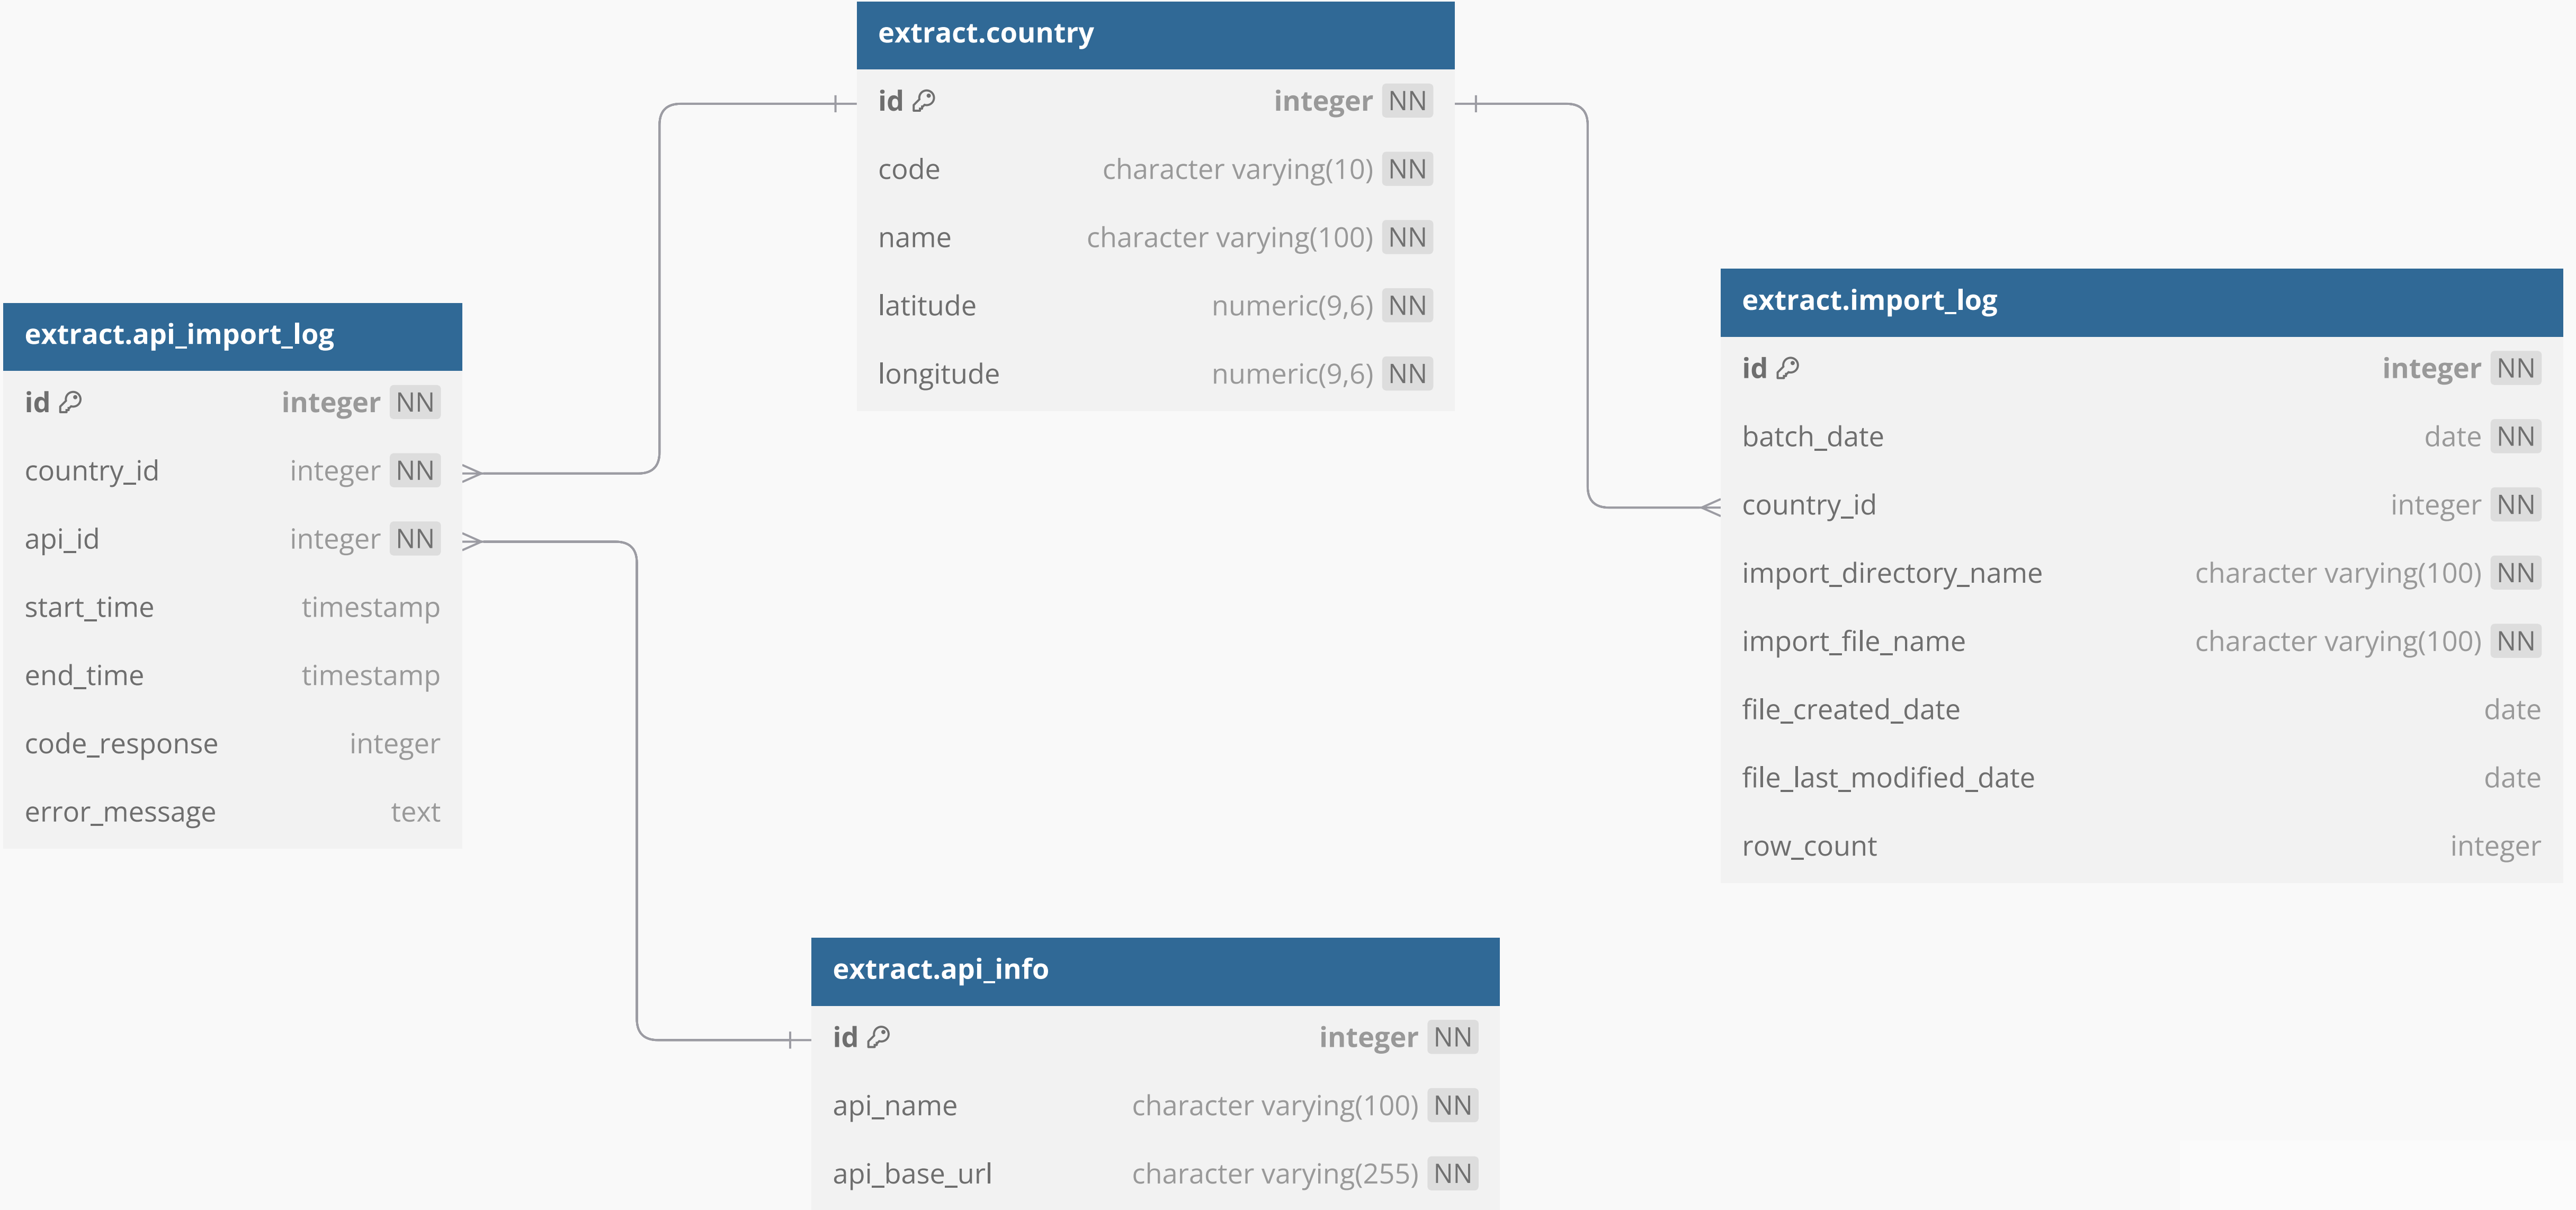 extract.country
id integer NN
code character varying(10) NN
name character varying(100) NN
latitude numeric(9,6) NN
longitude numeric(9,6) NN
extract.api_import_log
id integer NN
country_id integer NN
api_id integer NN
start_time timestamp
end_time timestamp
code_response integer
error_message text
extract.import_log
id integer NN
batch_date date NN
country_id integer NN
import_directory_name character varying(100) NN
import_file_name character varying(100) NN
file_created_date date
file_last_modified_date date
row_count integer
extract.api_info
id integer NN
api_name character varying(100) NN
api_base_url character varying(255) NN